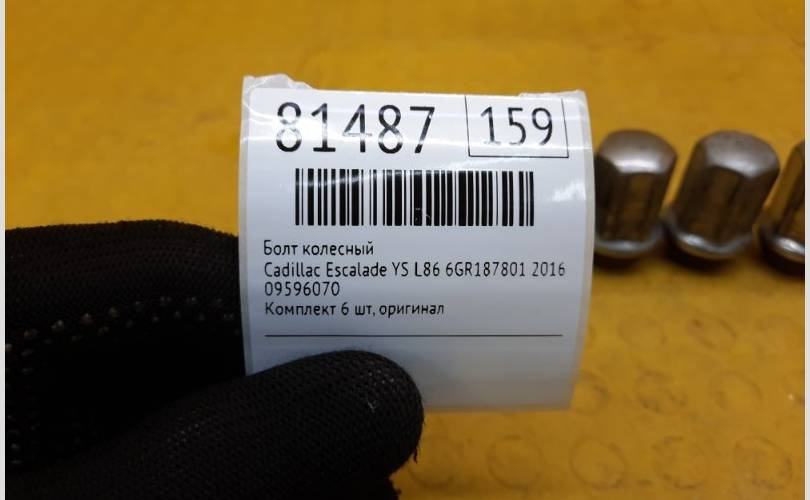 81487 159
Болт колесный
Cadillac Escalade YS L86 6GR187801 2016
09596070
Комплект 6 шт, оригинал